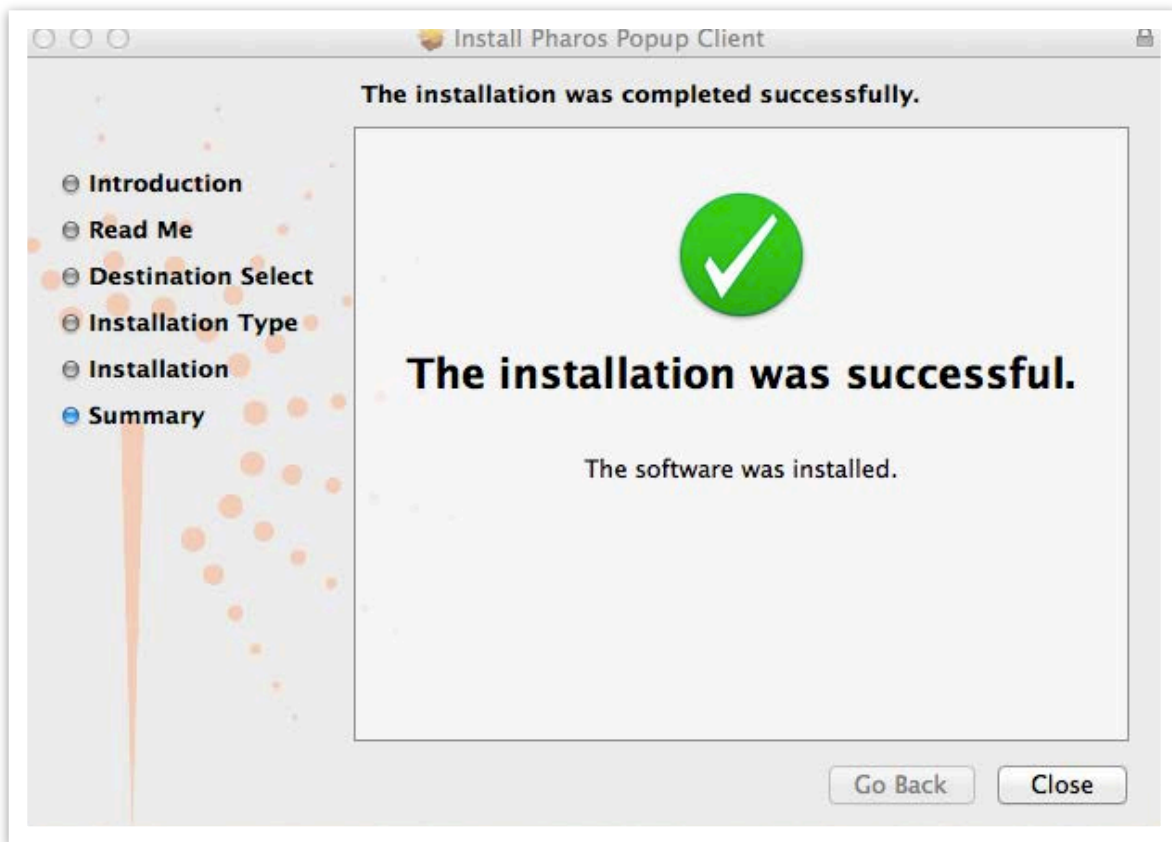 Install Pharos Popup Client
The installation was completed successfully.
Introduction
Read Me
Destination Select
Installation Type
Installation
Summary
The installation was successful.
The software was installed.
Go Back
Close